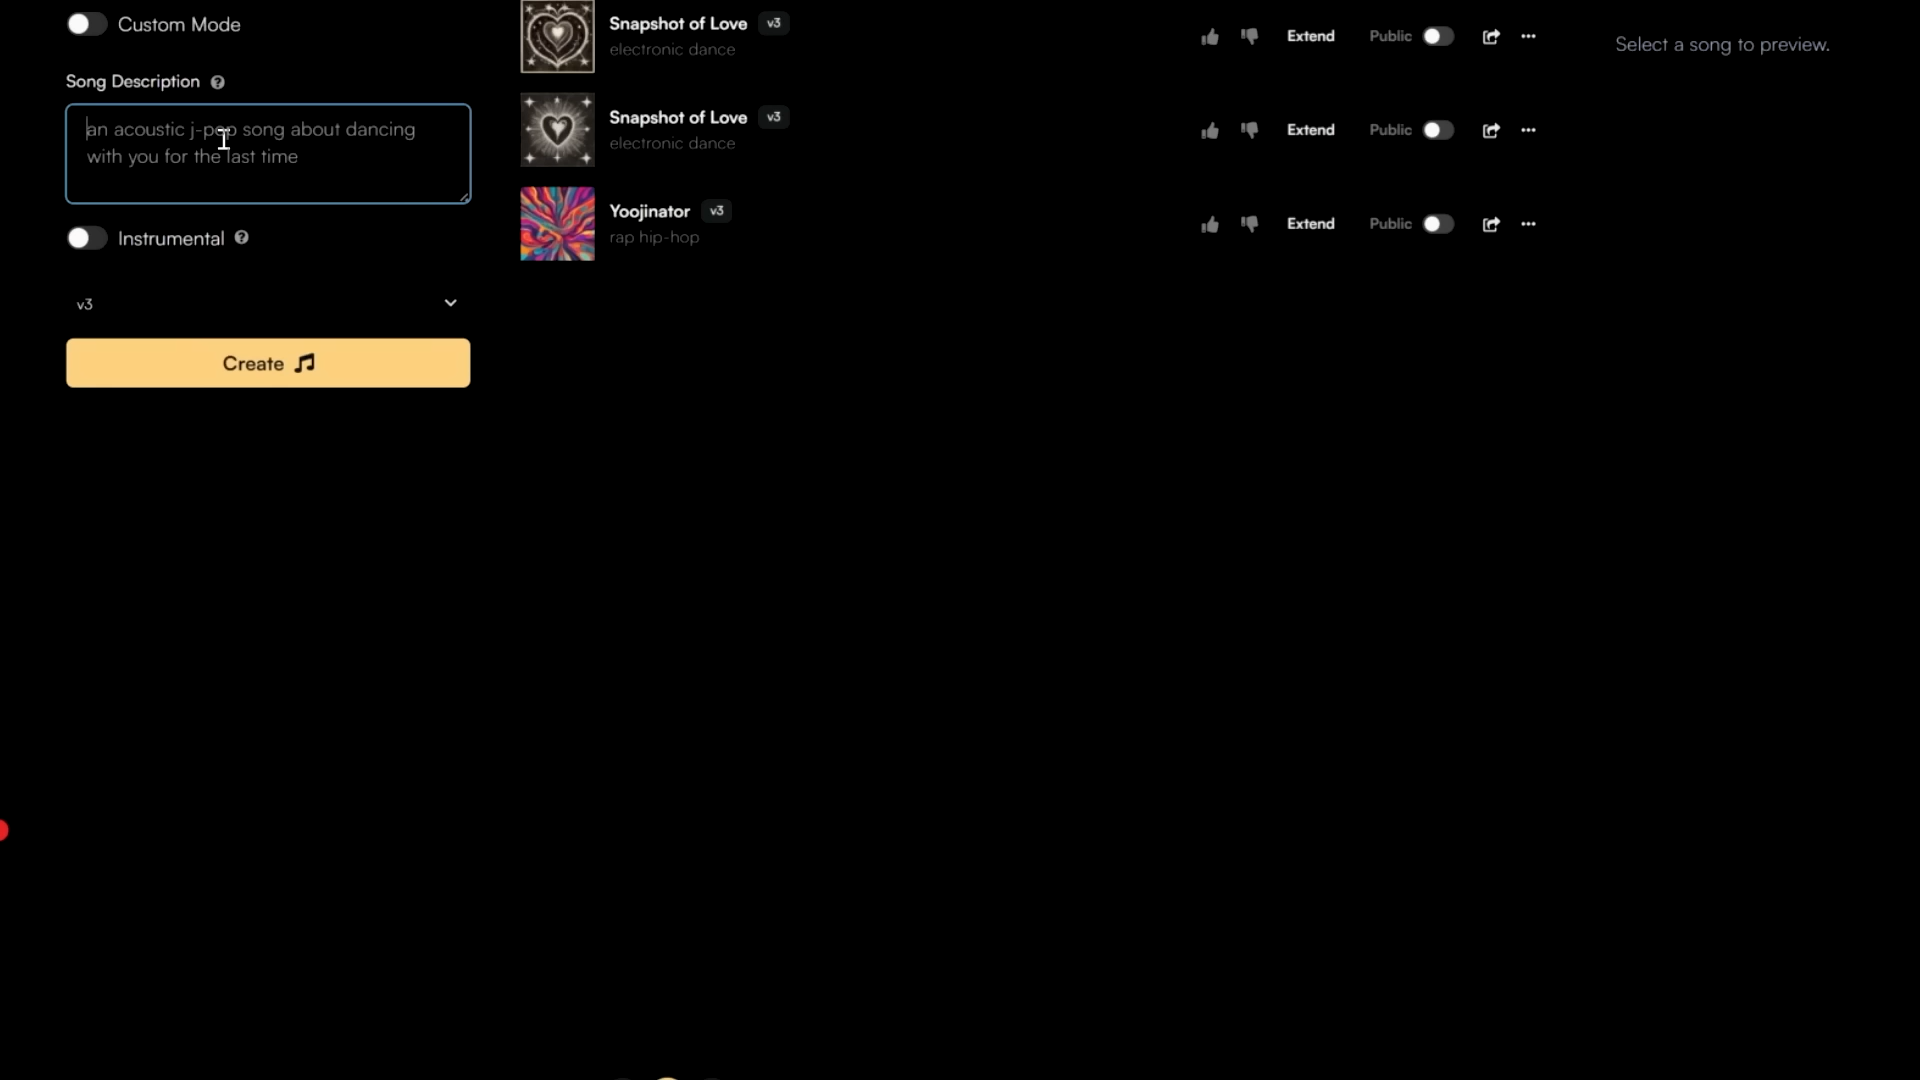 Custom Mode
Song Description
an acoustic j-pop song about dancing
with you for the last time
Instrumental
v3
Create
Snapshot of Love v3
electronic dance
Extend Public
Snapshot of Love v3
electronic dance
Extend Public
Yoojinator v3
rap hip-hop
Extend Public
Select a song to preview.